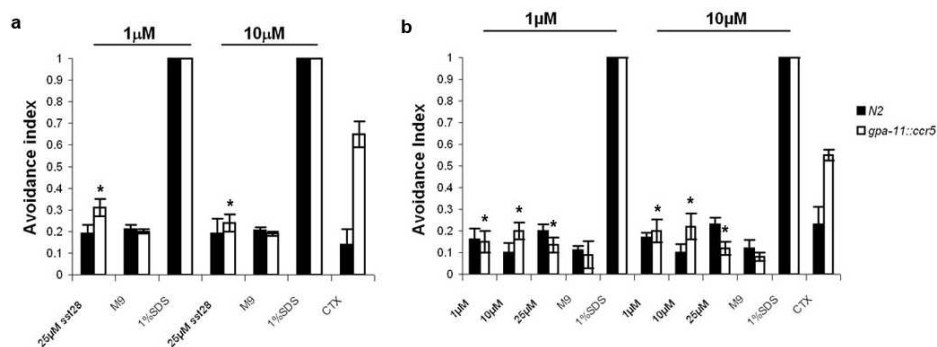 a
1µM
10µM
Avoidance index
1
0.9
0.8
0.7
0.6
0.5
0.4
0.3
0.2
0.1
0
*
*
25µM sst28
M9
1%SDS
25µM sst28
M9
1%SDS
CTX
b
1µM
10µM
Avoidance Index
1
0.9
0.8
0.7
0.6
0.5
0.4
0.3
0.2
0.1
0
*
*
*
*
*
*
1µM
10µM
25µM
M9
1%SDS
1µM
10µM
25µM
M9
1%SDS
CTX
N2
gpa-11::ccr5